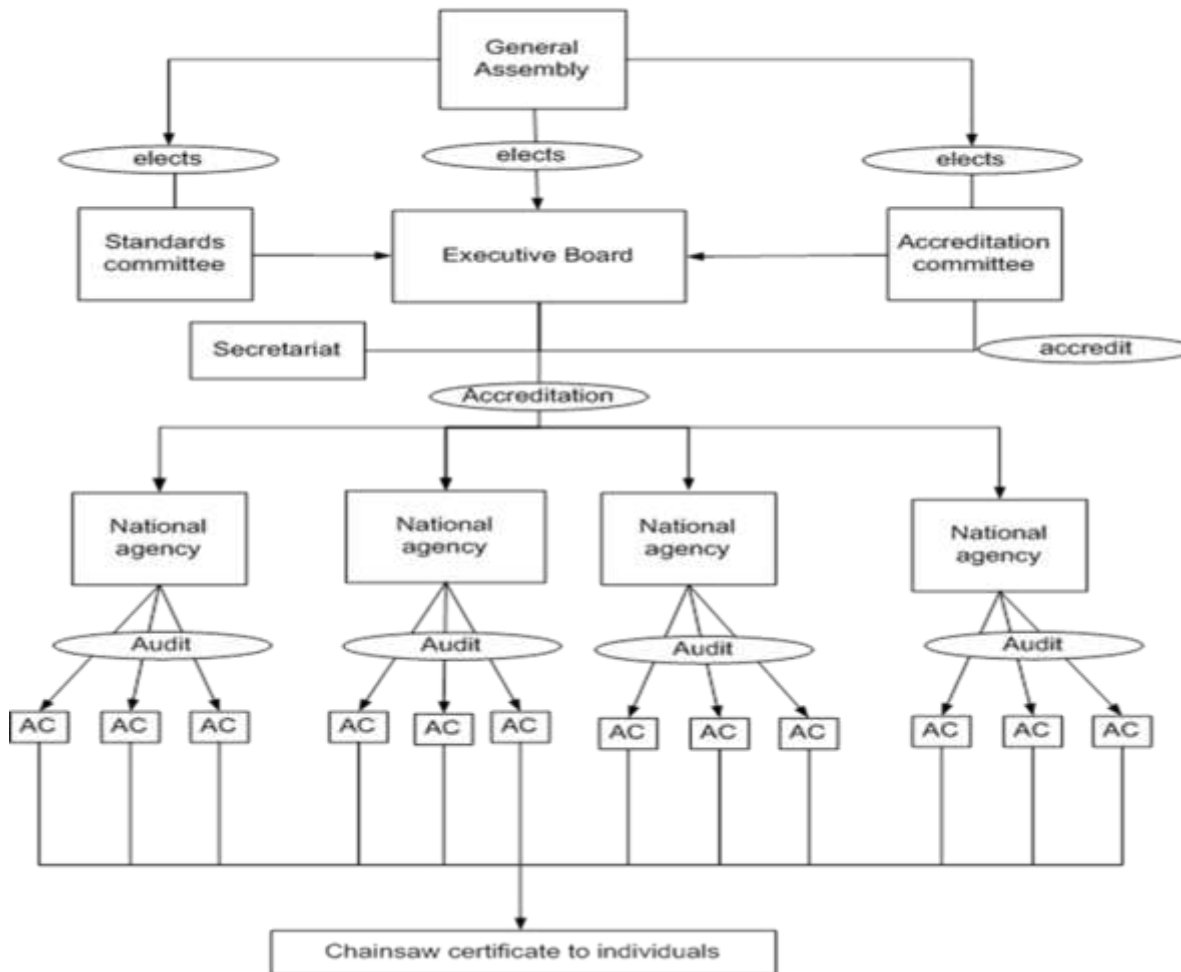 General
Assembly
elects
elects
elects
Standards
committee
Executive Board
Accreditation
committee
Secretariat
accredit
Accreditation
National
agency
National
agency
National
agency
National
agency
Audit
Audit
Audit
Audit
AC
AC
AC
AC
AC
AC
AC
AC
AC
AC
AC
AC
Chainsaw certificate to individuals